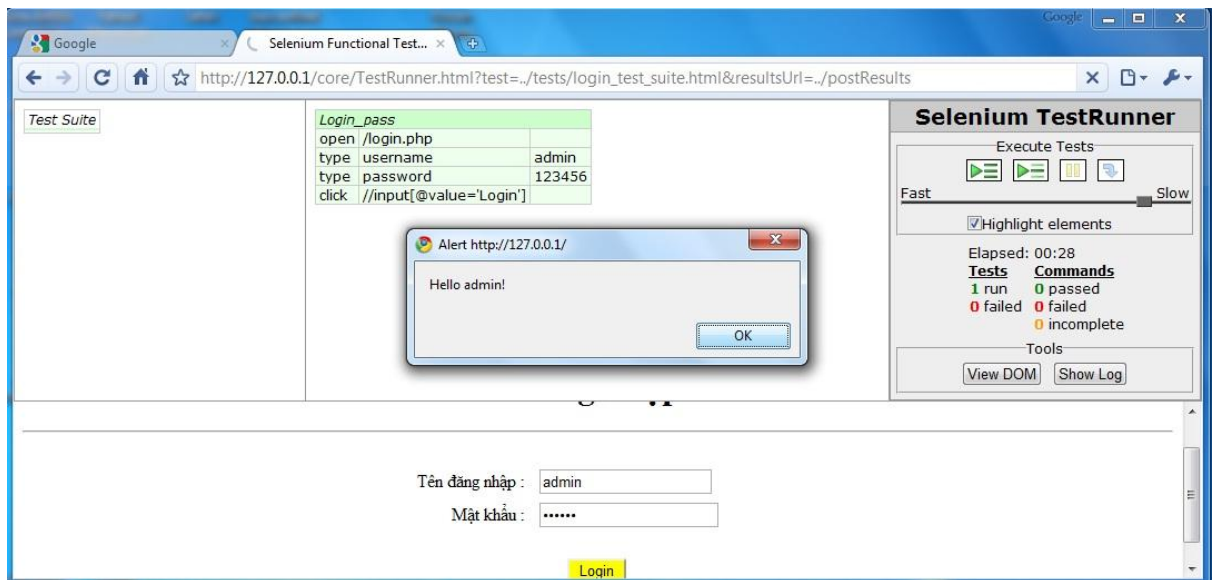 Google
Google
Selenium Functional Test...
http://127.0.0.1/core/TestRunner.html?test=../tests/login_test_suite.html&resultsUrl=../postResults
Test Suite
Login_pass
open /login.php
type username admin
type password 123456
click //input[@value='Login']
Selenium TestRunner
Execute Tests
Fast Slow
Highlight elements
Elapsed: 00:28
Tests Commands
1 run 0 passed
0 failed 0 failed
0 incomplete
Tools
View DOM Show Log
Alert http://127.0.0.1/
Hello admin!
OK
Tên đăng nhập : admin
Mật khẩu : ••••••
Login